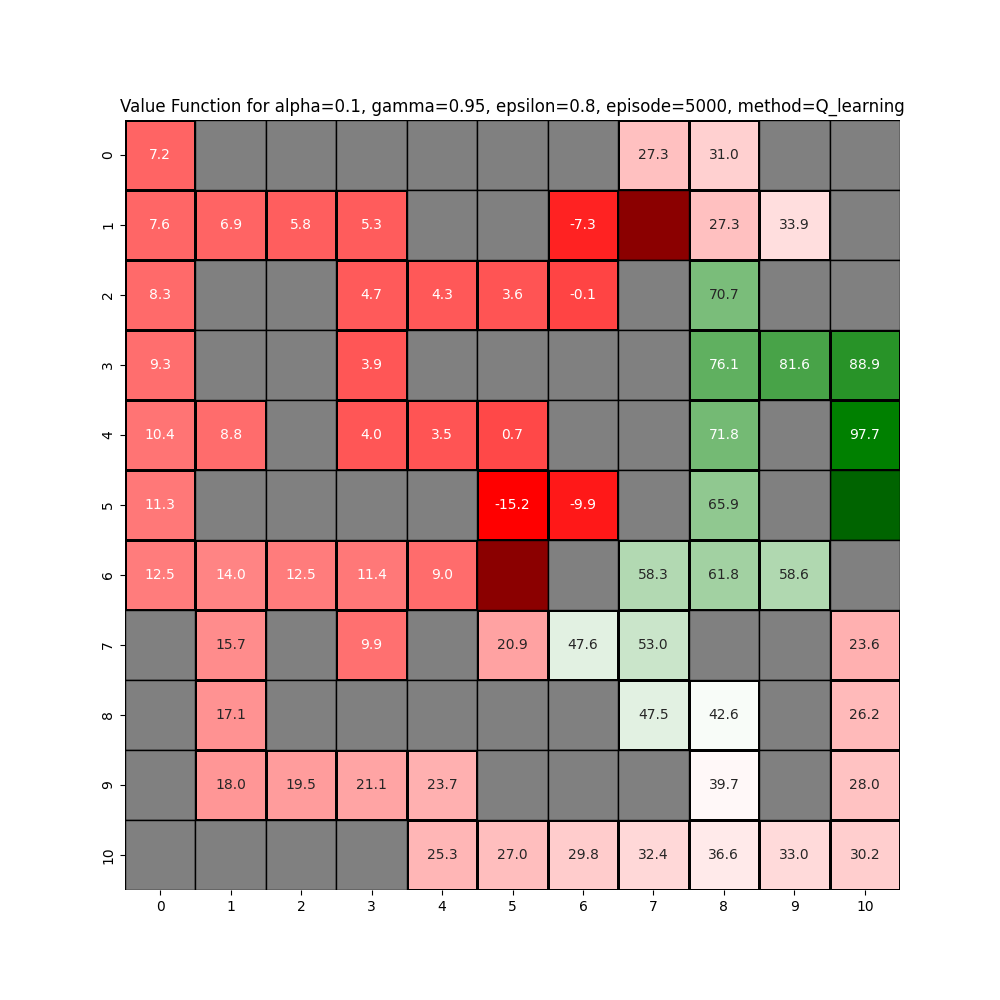 Value Function for alpha=0.1, gamma=0.95, epsilon=0.8, episode=5000, method=Q_learning
0 7.2 27.3 31.0
1 7.6 6.9 5.8 5.3 -7.3 27.3 33.9
2 8.3 4.7 4.3 3.6 -0.1 70.7
3 9.3 3.9 76.1 81.6 88.9
4 10.4 8.8 4.0 3.5 0.7 71.8 97.7
5 11.3 -15.2 -9.9 65.9
6 12.5 14.0 12.5 11.4 9.0 58.3 61.8 58.6
7 15.7 9.9 20.9 47.6 53.0 23.6
8 17.1 47.5 42.6 26.2
9 18.0 19.5 21.1 23.7 39.7 28.0
10 25.3 27.0 29.8 32.4 36.6 33.0 30.2
0 1 2 3 4 5 6 7 8 9 10